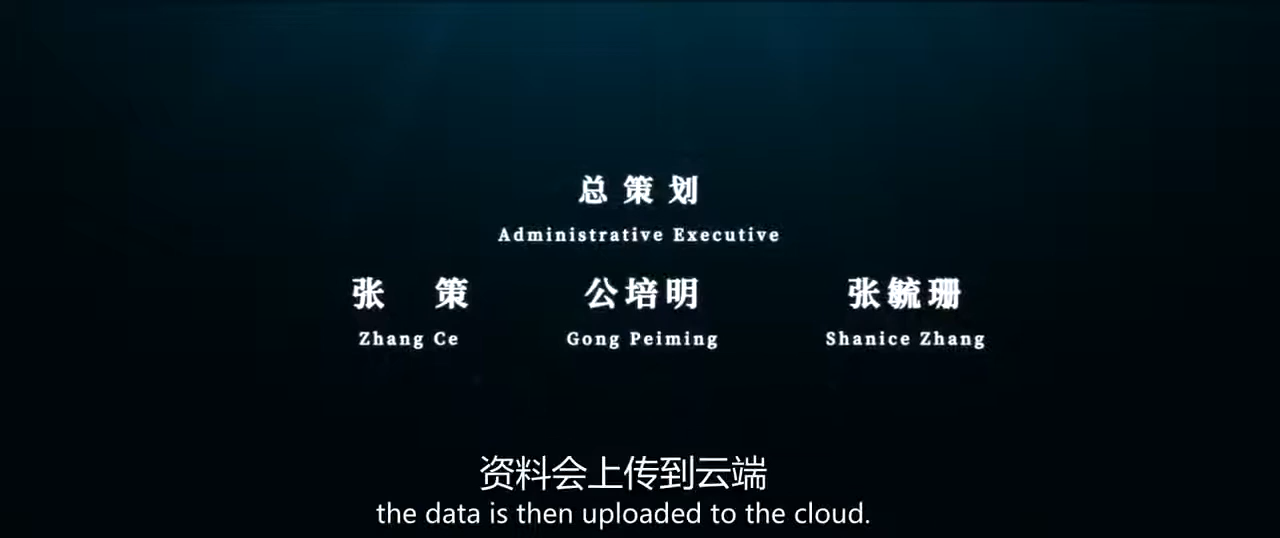 总策划
Administrative Executive
张 策 公培明 张毓珊
Zhang Ce Gong Peiming Shanice Zhang
资料会上传到云端
the data is then uploaded to the cloud.